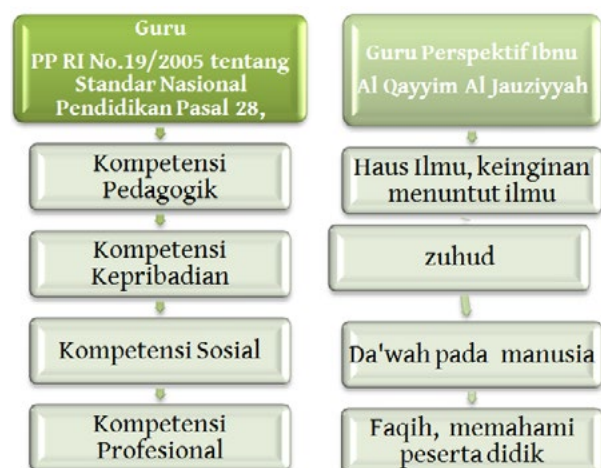 Guru
PP RI No.19/2005 tentang
Standar Nasional
Pendidikan Pasal 28,
Kompetensi
Pedagogik
Kompetensi
Kepribadian
Kompetensi Sosial
Kompetensi
Profesional
Guru Perspektif Ibnu
Al Qayyim Al Jauziyyah
Haus Ilmu, keinginan
menuntut ilmu
zuhud
Da'wah pada manusia
Faqih, memahami
peserta didik